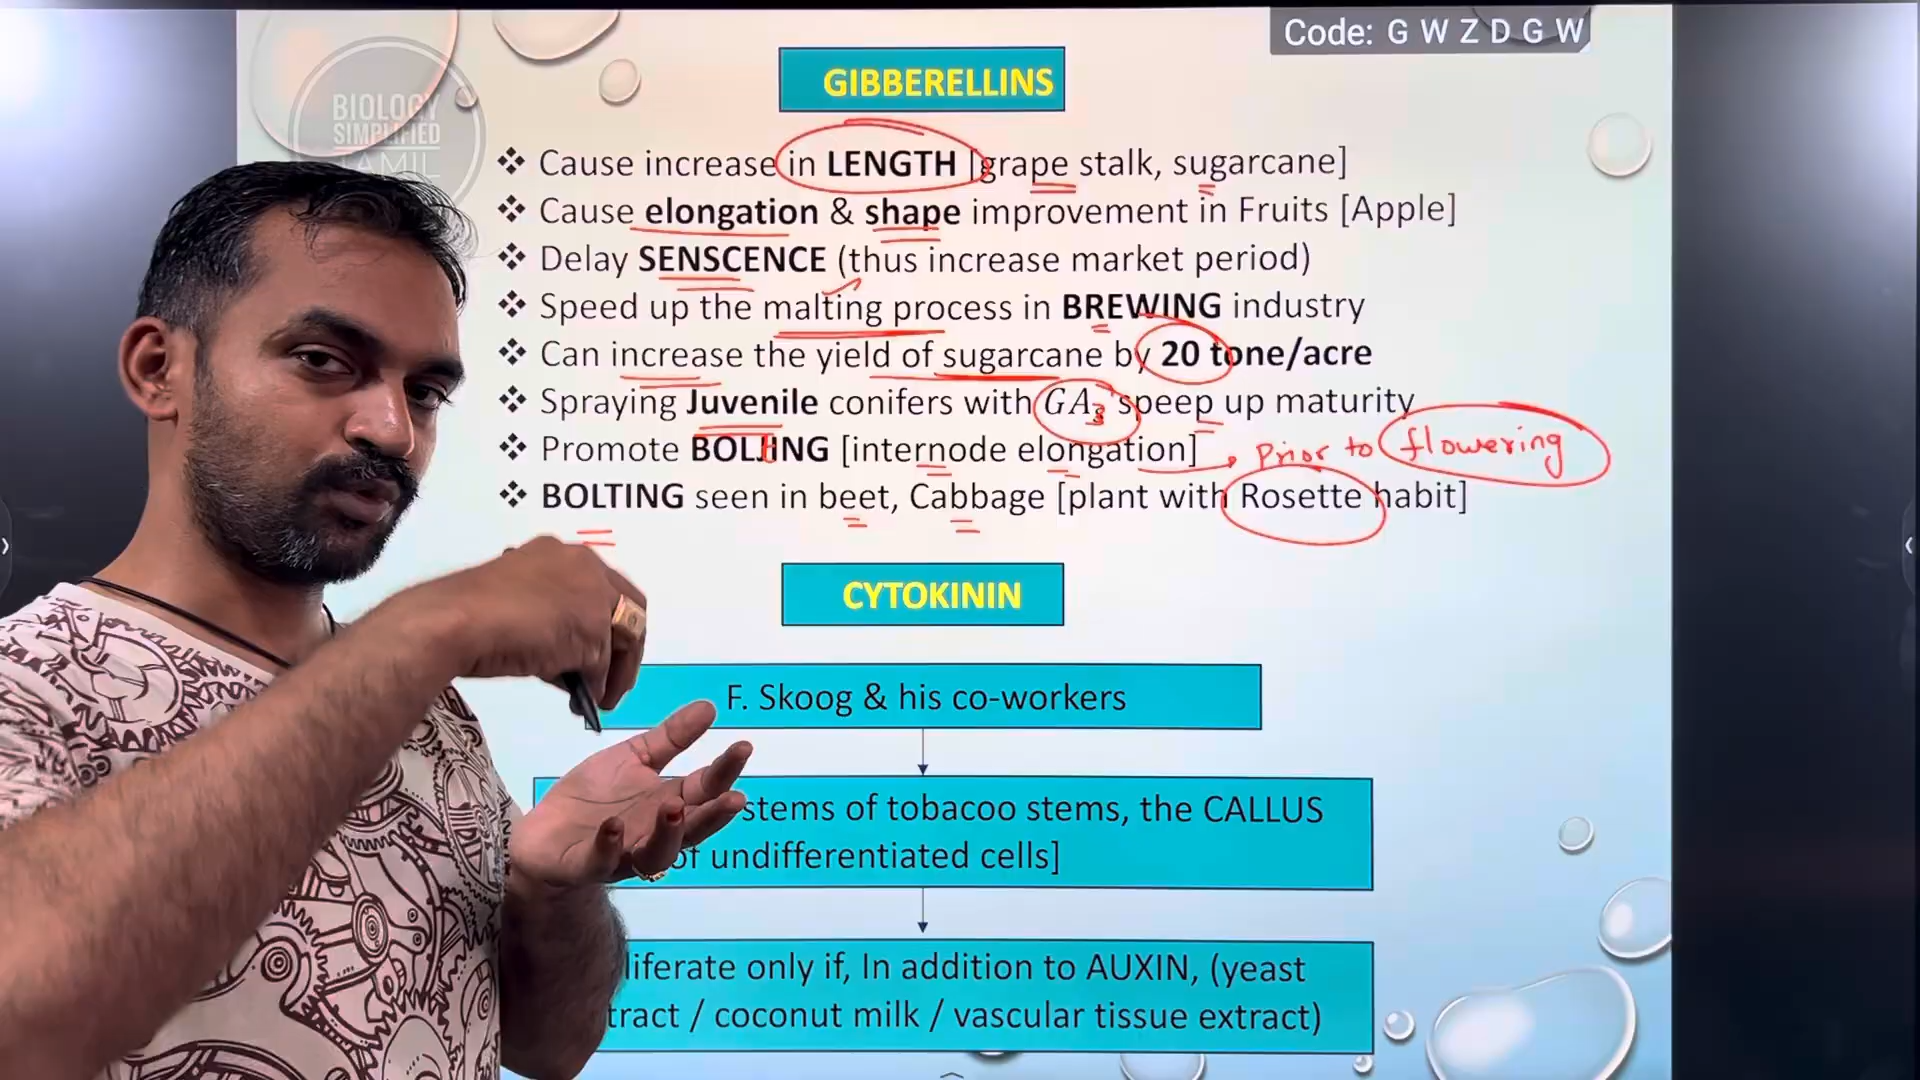 Code: G W Z D G W
BIOLOGY
SIMPLIFIED
TAMIL
GIBBERELLINS
❖ Cause increase in LENGTH [grape stalk, sugarcane]
❖ Cause elongation & shape improvement in Fruits [Apple]
❖ Delay SENSCENCE (thus increase market period)
❖ Speed up the malting process in BREWING industry
❖ Can increase the yield of sugarcane by 20 tone/acre
❖ Spraying Juvenile conifers with GA₃ speep up maturity
❖ Promote BOLtING [internode elongation] → Prior to flowering
❖ BOLTING seen in beet, Cabbage [plant with Rosette habit]
CYTOKININ
F. Skoog & his co-workers
stems of tobacoo stems, the CALLUS
of undifferentiated cells]
liferate only if, In addition to AUXIN, (yeast
tract / coconut milk / vascular tissue extract)